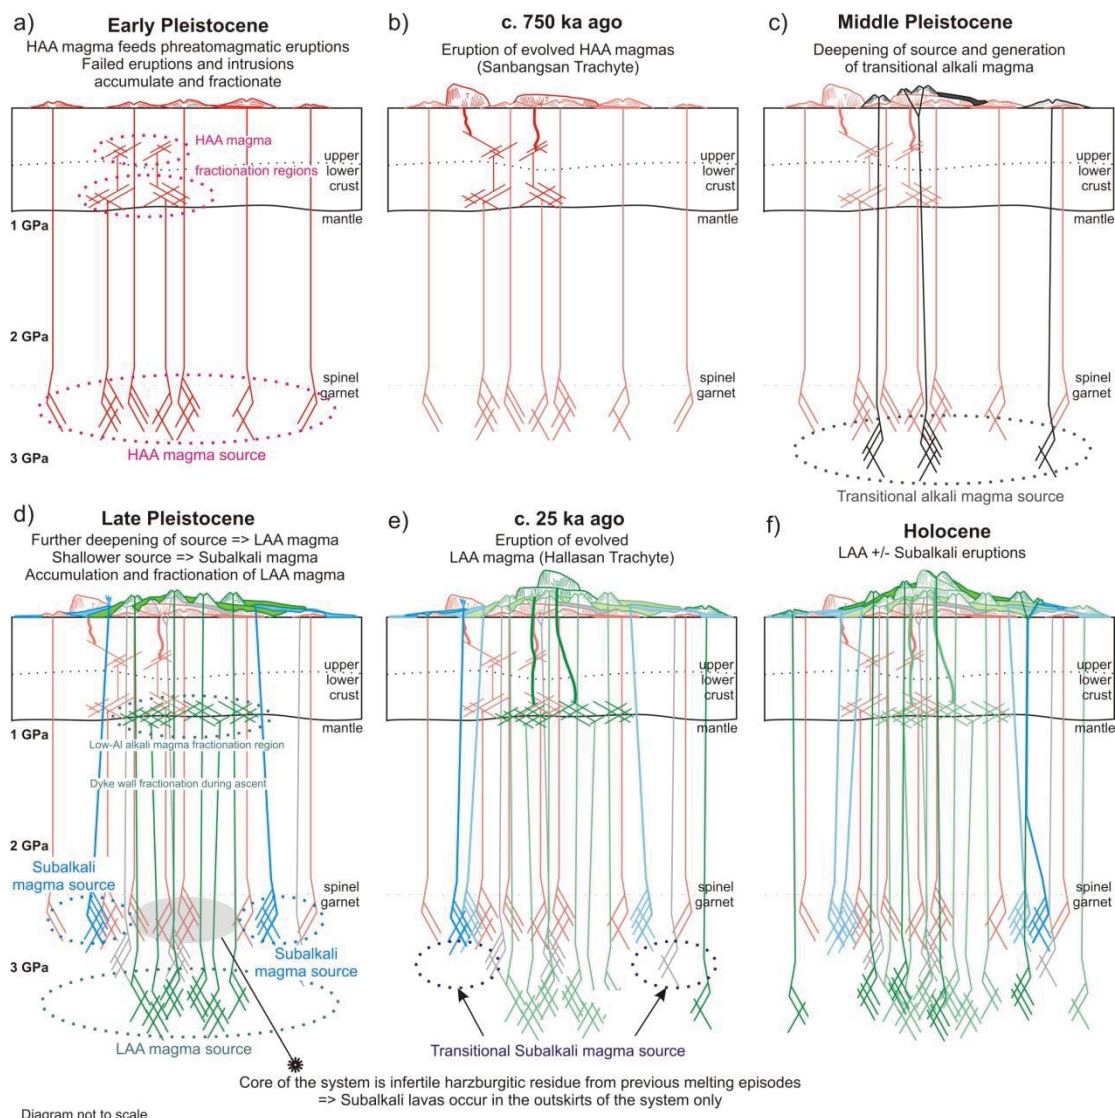 a)
Early Pleistocene
HAA magma feeds phreatomagmatic eruptions
Failed eruptions and intrusions
accumulate and fractionate
HAA magma
fractionation regions
upper
lower
crust
mantle
1 GPa
2 GPa
spinel
garnet
3 GPa
HAA magma source
b)
c. 750 ka ago
Eruption of evolved HAA magmas
(Sanbangsan Trachyte)
upper
lower
crust
mantle
spinel
garnet
c)
Middle Pleistocene
Deepening of source and generation
of transitional alkali magma
upper
lower
crust
mantle
spinel
garnet
Transitional alkali magma source
d)
Late Pleistocene
Further deepening of source => LAA magma
Shallower source => Subalkali magma
Accumulation and fractionation of LAA magma
upper
lower
crust
mantle
1 GPa
Low-Al alkali magma fractionation region
Dyke wall fractionation during ascent
2 GPa
Subalkali
magma source
spinel
garnet
Subalkali
magma source
3 GPa
LAA magma source
e)
c. 25 ka ago
Eruption of evolved
LAA magma (Hallasan Trachyte)
upper
lower
crust
mantle
spinel
garnet
Transitional Subalkali magma source
f)
Holocene
LAA +/- Subalkali eruptions
upper
lower
crust
mantle
spinel
garnet
Core of the system is infertile harzburgitic residue from previous melting episodes
=> Subalkali lavas occur in the outskirts of the system only
Diagram not to scale